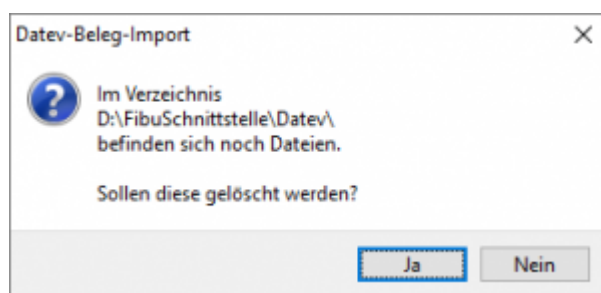 Datev-Beleg-Import
Im Verzeichnis
D:\FibuSchnittstelle\Datev\
befinden sich noch Dateien.
Sollen diese gelöscht werden?
Ja
Nein